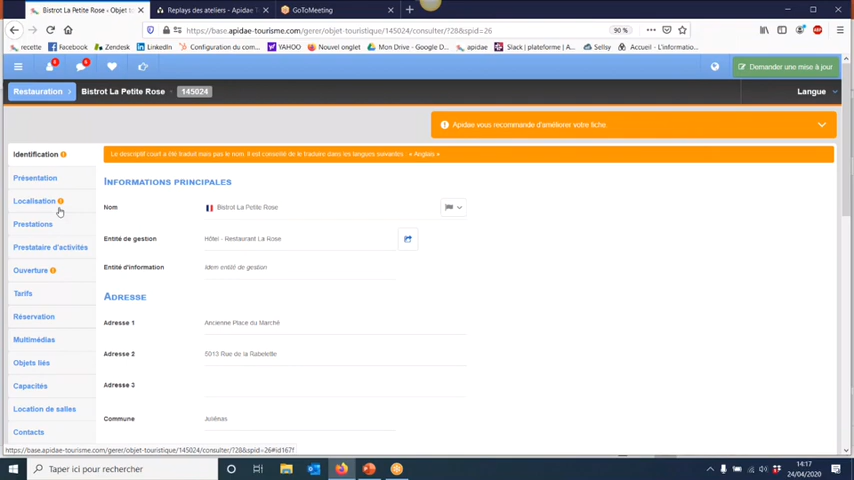 Bistrot La Petite Rose « Objet t
Replays des ateliers - Apidae T
GoToMeeting
https://base.apidae-tourisme.com/gerer/objet-touristique/145024/consulter/?28&spid=26
90 %
recette
Facebook
Zendesk
LinkedIn
Configuration du com...
YAHOO
Nouvel onglet
Mon Drive - Google D...
apidae
Slack | plateforme | A...
Sellsy
Accueil - L'informatio...
Demander une mise à jour
Restauration
Bistrot La Petite Rose
145024
Langue
Apidae vous recommande d'améliorer votre fiche.
Identification
Le descriptif court a été traduit mais pas le nom, il est conseillé de le traduire dans les langues suivantes : « Anglais »
Présentation
Localisation
Prestations
Prestataire d'activités
Ouverture
Tarifs
Réservation
Multimédias
Objets liés
Capacités
Location de salles
Contacts
Informations principales
Nom
Bistrot La Petite Rose
Entité de gestion
Hôtel - Restaurant La Rose
Entité d'information
Idem entité de gestion
Adresse
Adresse 1
Ancienne Place du Marché
Adresse 2
5013 Rue de la Rabelette
Adresse 3
Commune
Juliénas
https://base.apidae-tourisme.com/gerer/objet-touristique/145024/consulter/?28&spid=26#id167f
Taper ici pour rechercher
14:17
24/04/2020